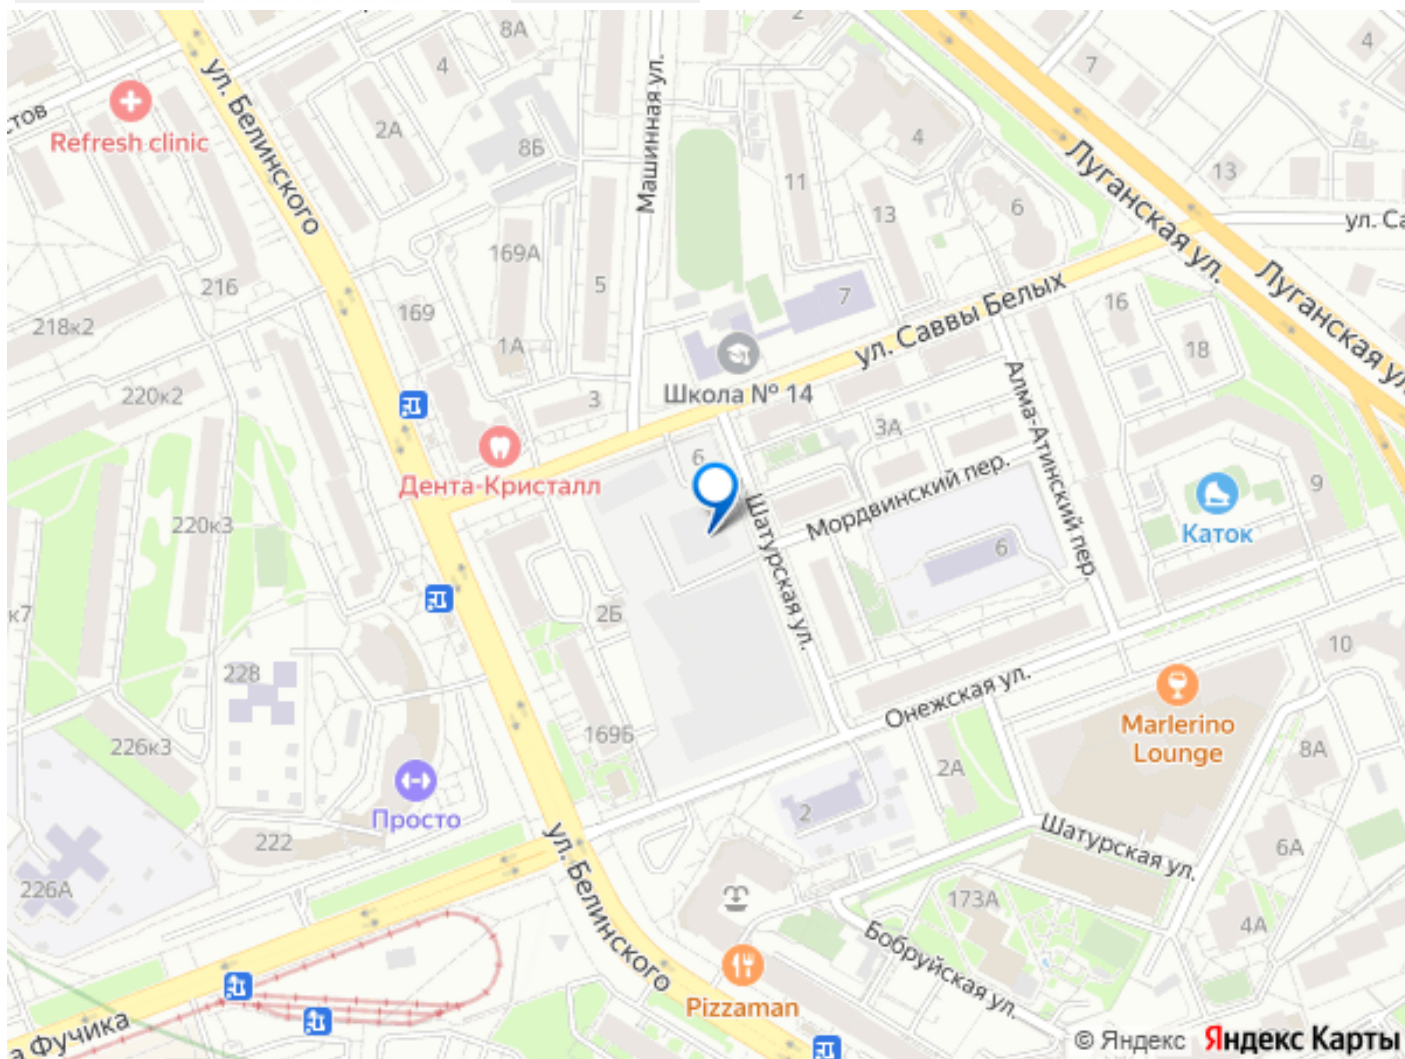 8А
2
4
4
7
Refresh clinic
ул. Белинского
2А
8Б
Машинная ул.
4
11
13
6
Луганская ул.
13
ул. Са
стов
216
218к2
169А
5
169
1А
7
ул. Саввы Белых
16
18
Луганская ул.
220к2
3
Школа № 14
3А
Алма-Атинский пер.
Дента-Кристалл
6
Мордвинский пер.
Шатурская ул.
6
9
Каток
220к3
к7
2Б
228
226к3
169Б
Онежская ул.
10
Marlerino
Lounge
8А
2А
2
Просто
222
226А
ул. Белинского
Шатурская ул.
6А
173А
4А
Бобруйская ул.
Pizzaman
а Фучика
© Яндекс Яндекс Карты